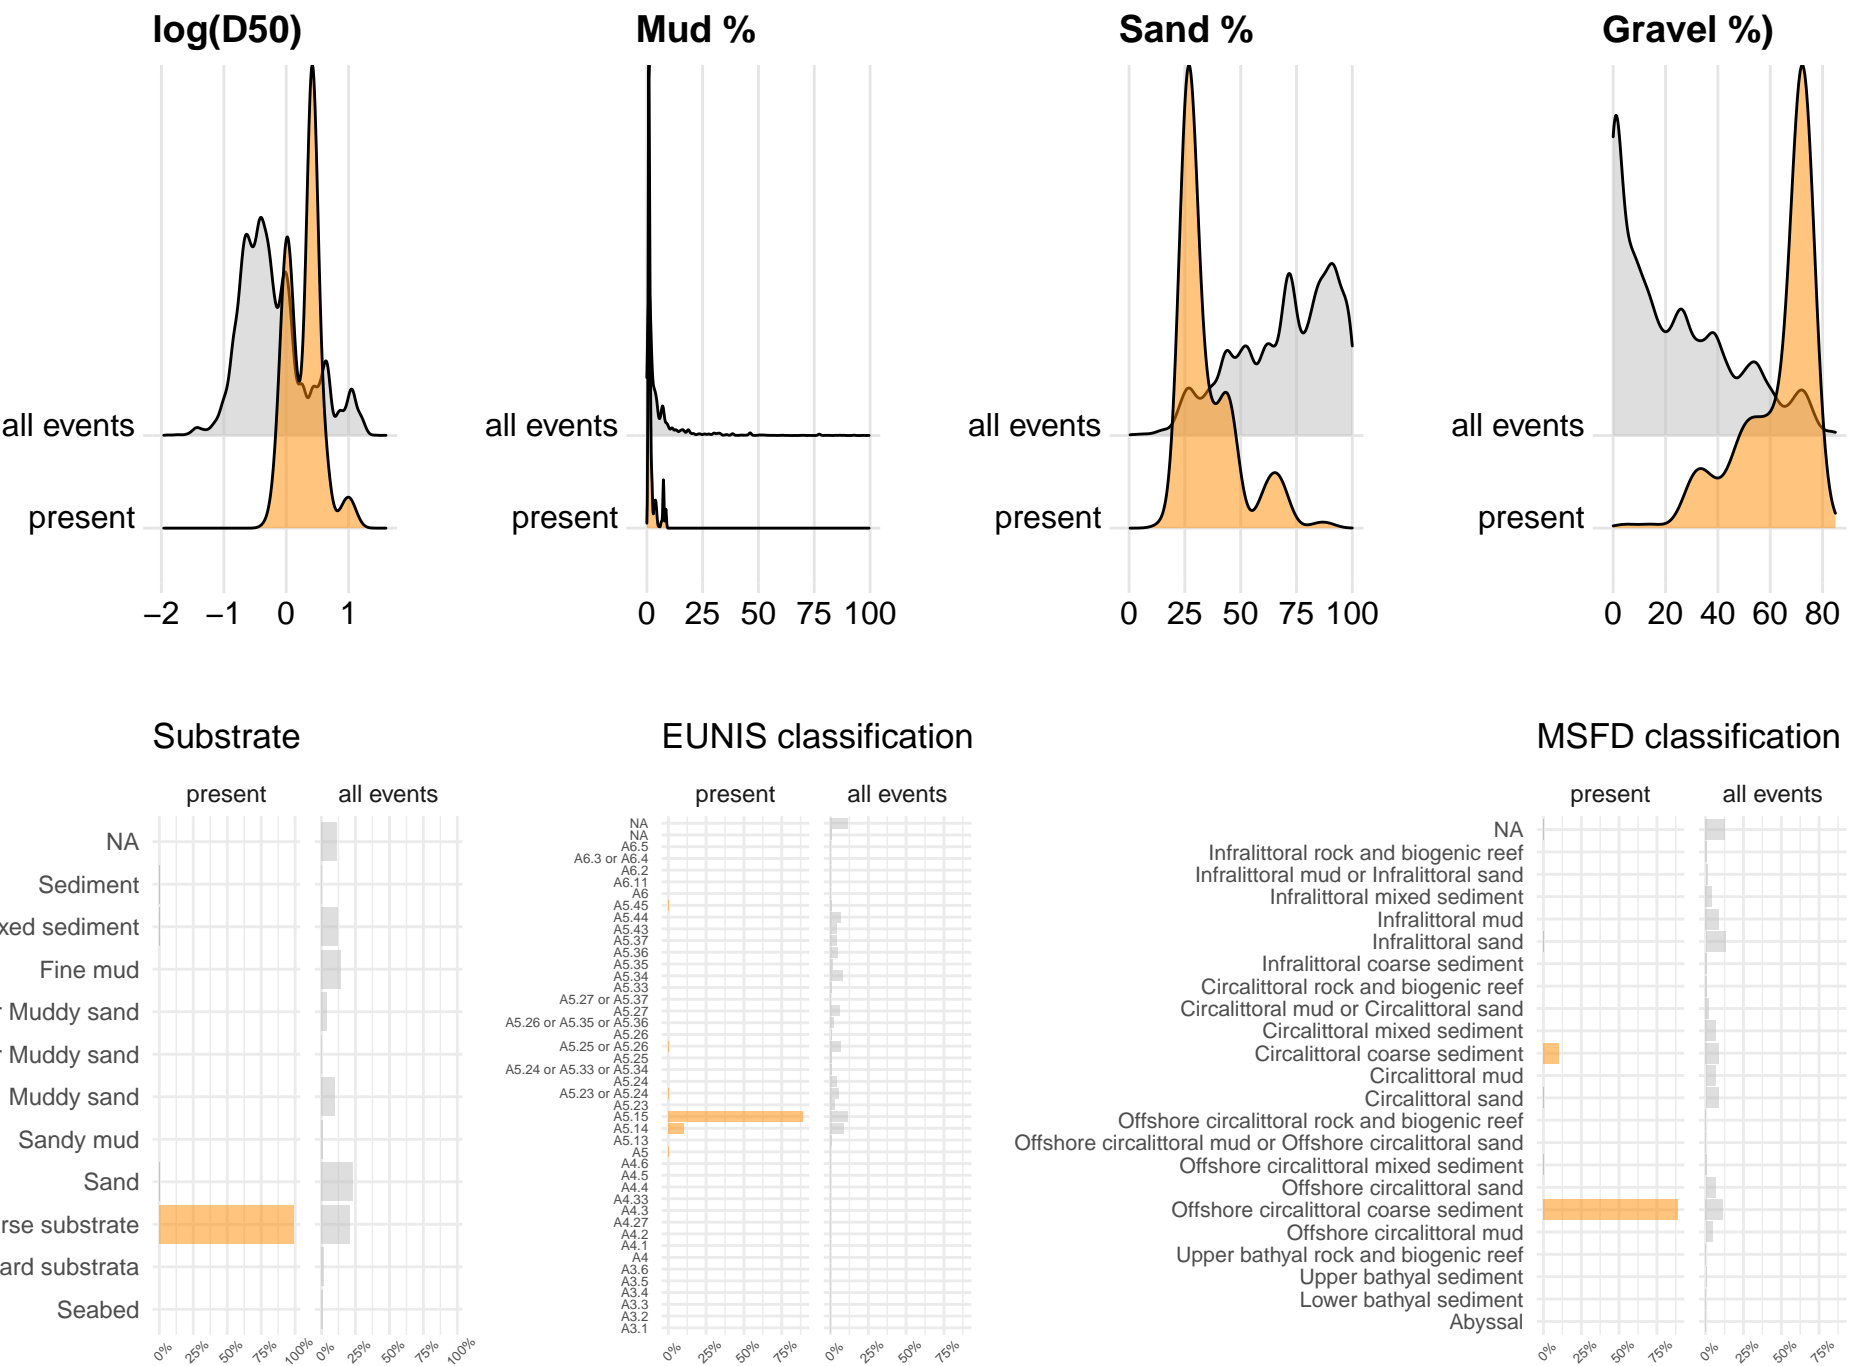 log(D50)
Mud %
Sand %
Gravel %)
all events
present
−2 −1 0 1
all events
present
0 25 50 75 100
all events
present
0 25 50 75 100
all events
present
0 20 40 60 80
Substrate
present all events
NA
Sediment
xed sediment
Fine mud
r Muddy sand
r Muddy sand
Muddy sand
Sandy mud
Sand
rse substrate
ard substrata
Seabed
0% 25% 50% 75% 100% 0% 25% 50% 75% 100%
EUNIS classification
present all events
NA
NA
A6.5
A6.3 or A6.4
A6.2
A6.11
A6
A5.45
A5.44
A5.43
A5.37
A5.36
A5.35
A5.34
A5.33
A5.27 or A5.37
A5.27
A5.26 or A5.35 or A5.36
A5.26
A5.25 or A5.26
A5.25
A5.24 or A5.33 or A5.34
A5.24
A5.23 or A5.24
A5.23
A5.15
A5.14
A5.13
A5
A4.6
A4.5
A4.4
A4.33
A4.3
A4.27
A4.2
A4.1
A4
A3.6
A3.5
A3.4
A3.3
A3.2
A3.1
0% 25% 50% 75% 0% 25% 50% 75%
MSFD classification
present all events
NA
Infralittoral rock and biogenic reef
Infralittoral mud or Infralittoral sand
Infralittoral mixed sediment
Infralittoral mud
Infralittoral sand
Infralittoral coarse sediment
Circalittoral rock and biogenic reef
Circalittoral mud or Circalittoral sand
Circalittoral mixed sediment
Circalittoral coarse sediment
Circalittoral mud
Circalittoral sand
Offshore circalittoral rock and biogenic reef
Offshore circalittoral mud or Offshore circalittoral sand
Offshore circalittoral mixed sediment
Offshore circalittoral sand
Offshore circalittoral coarse sediment
Offshore circalittoral mud
Upper bathyal rock and biogenic reef
Upper bathyal sediment
Lower bathyal sediment
Abyssal
0% 25% 50% 75% 0% 25% 50% 75%